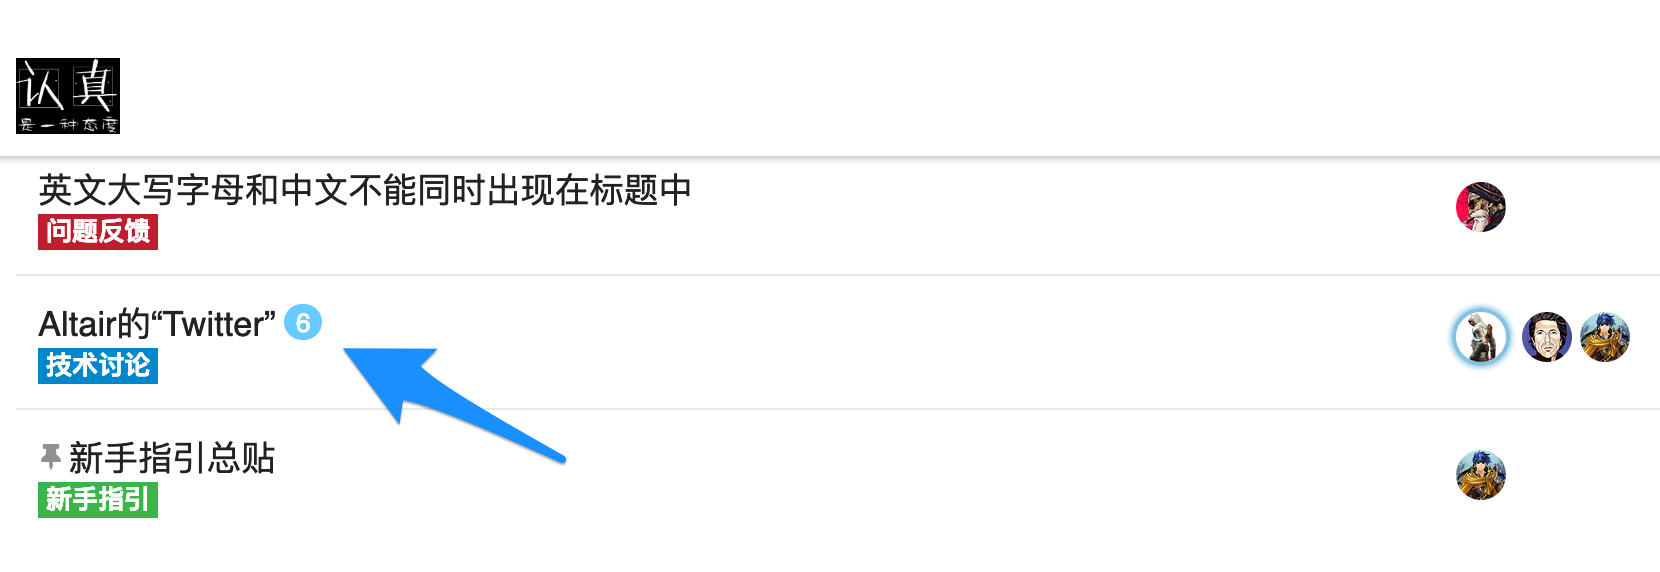 认真
是一种态度
英文大写字母和中文不能同时出现在标题中
问题反馈
Altair的“Twitter” 6
技术讨论
新手指引总贴
新手指引